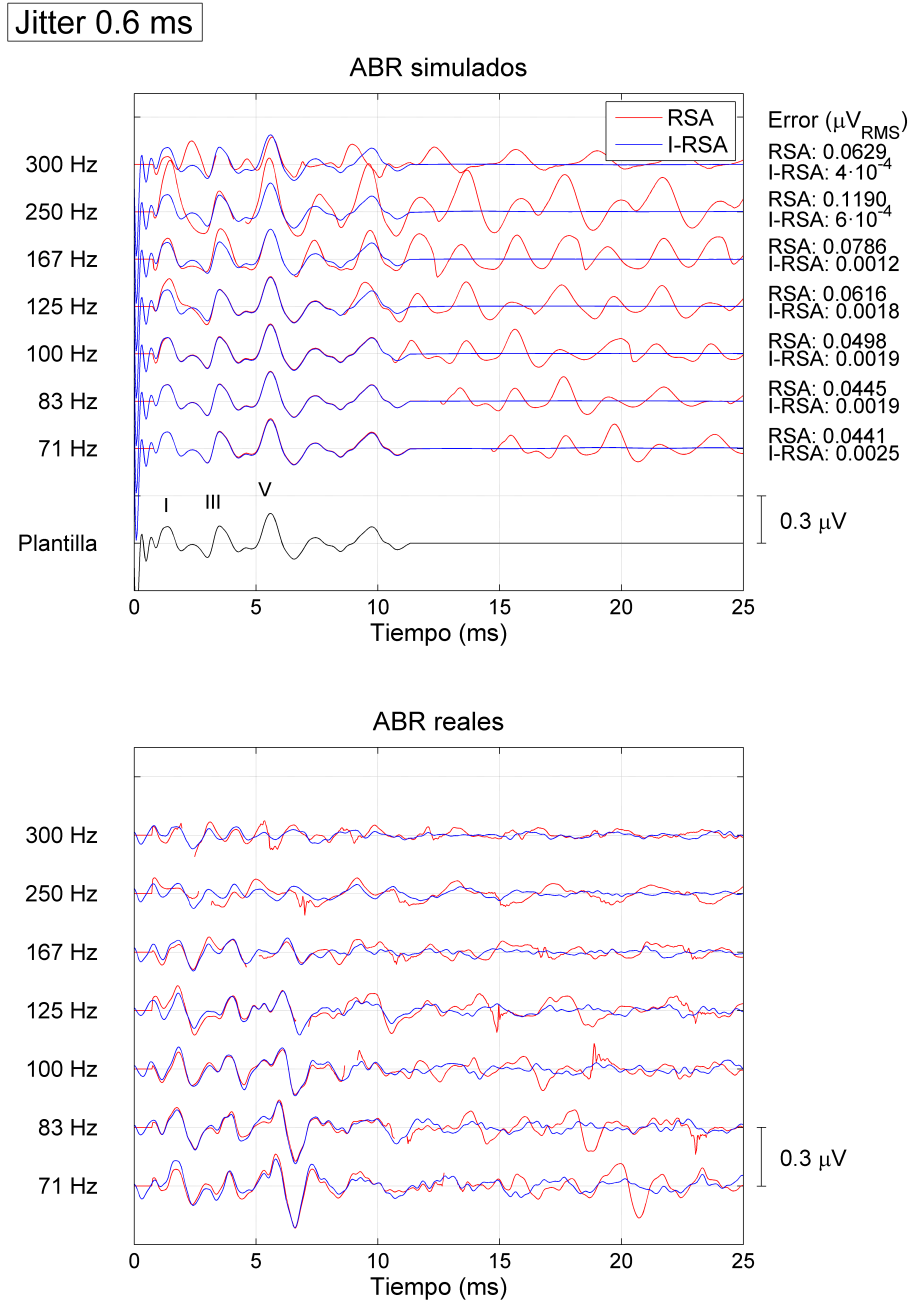 Jitter 0.6 ms
ABR simulados
RSA
I-RSA
Error (μV_RMS)
300 Hz
RSA: 0.0629
I-RSA: 4·10⁻⁴
250 Hz
RSA: 0.1190
I-RSA: 6·10⁻⁴
167 Hz
RSA: 0.0786
I-RSA: 0.0012
125 Hz
RSA: 0.0616
I-RSA: 0.0018
100 Hz
RSA: 0.0498
I-RSA: 0.0019
83 Hz
RSA: 0.0445
I-RSA: 0.0019
71 Hz
RSA: 0.0441
I-RSA: 0.0025
I III V
0.3 μV
Plantilla
0 5 10 15 20 25
Tiempo (ms)
ABR reales
300 Hz
250 Hz
167 Hz
125 Hz
100 Hz
83 Hz
0.3 μV
71 Hz
0 5 10 15 20 25
Tiempo (ms)